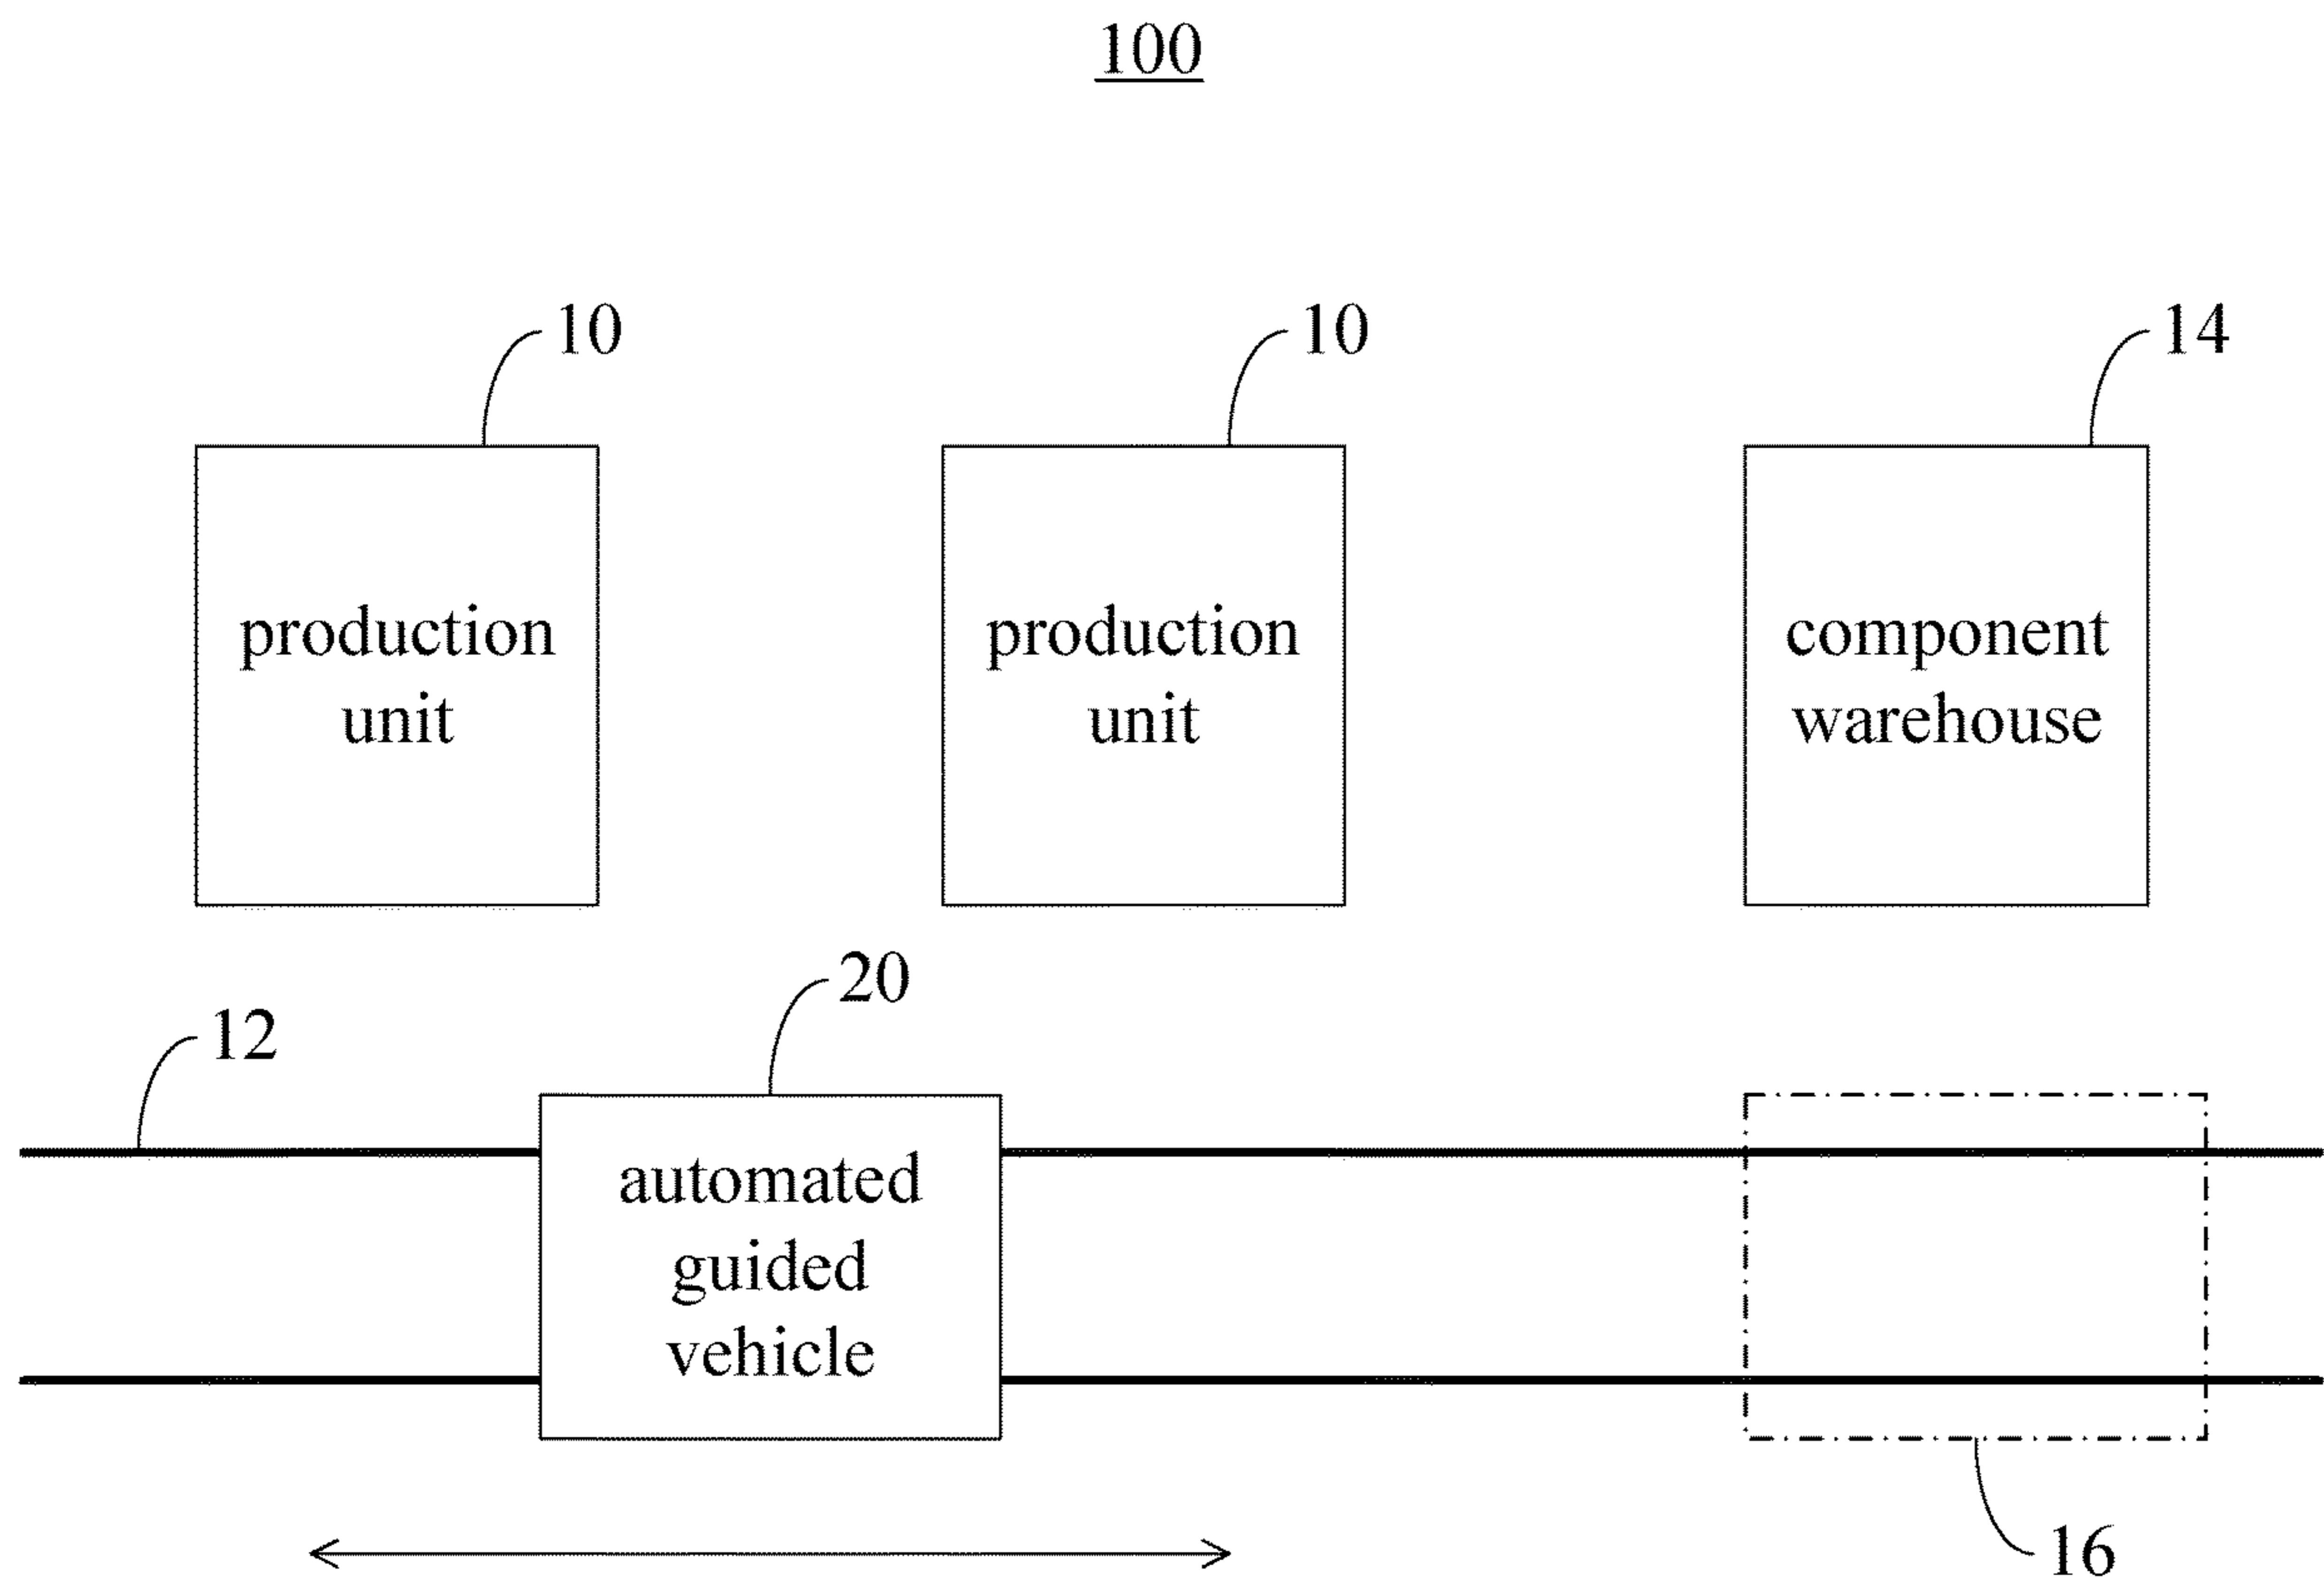 100
10
10
14
production
unit
production
unit
component
warehouse
20
12
automated
guided
vehicle
16